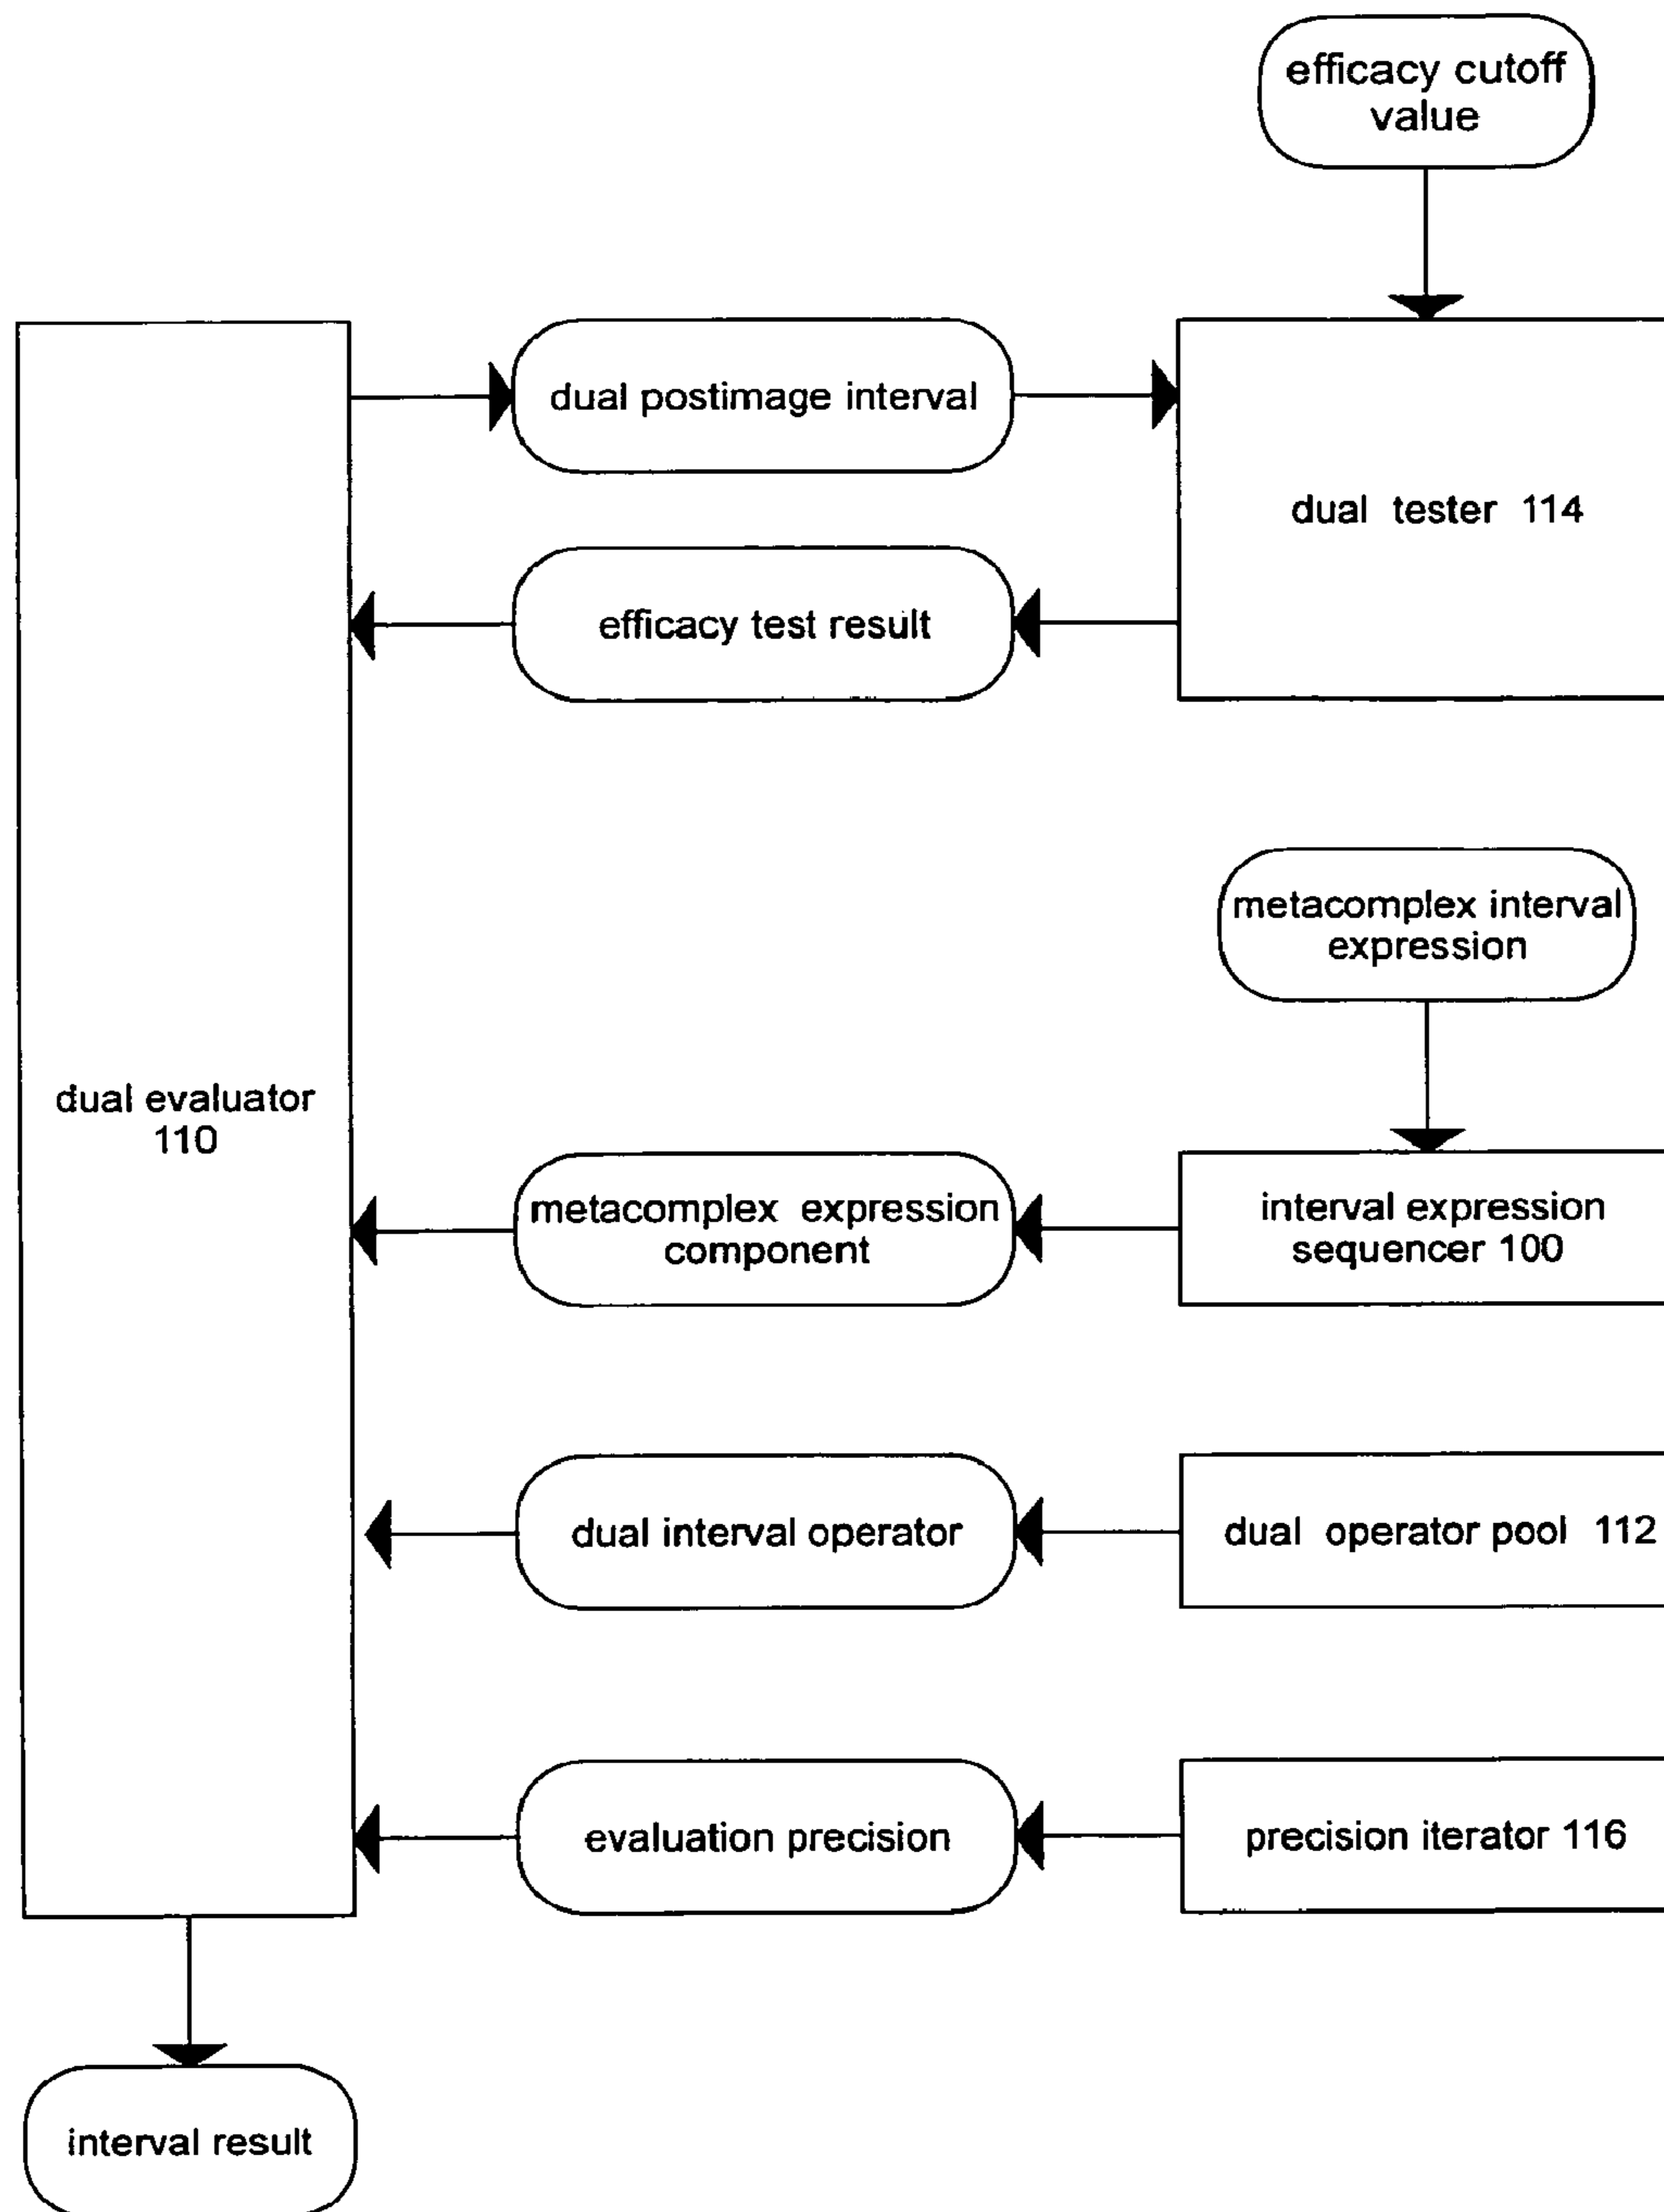 efficacy cutoff
value
dual postimage interval
dual tester 114
efficacy test result
metacomplex interval
expression
dual evaluator
110
metacomplex expression
component
interval expression
sequencer 100
dual interval operator
dual operator pool 112
evaluation precision
precision iterator 116
interval result